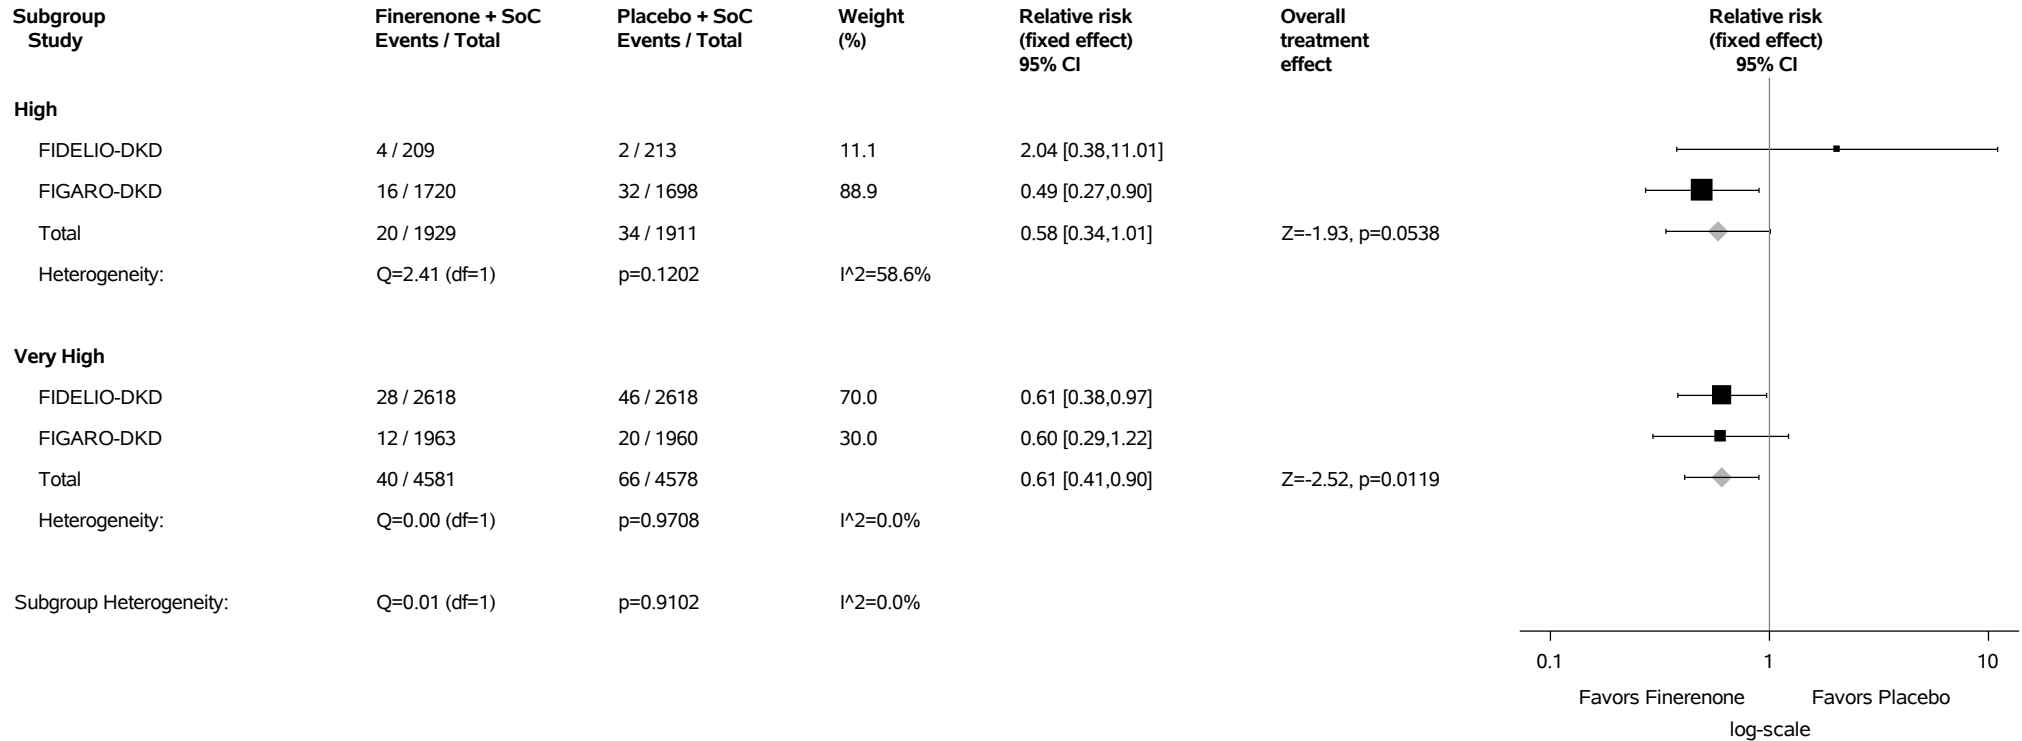 Subgroup Finerenone + SoC Placebo + SoC Weight Relative risk Overall Relative risk
Study Events / Total Events / Total (%) (fixed effect) treatment (fixed effect)
95% CI effect 95% CI
High
FIDELIO-DKD 4 / 209 2 / 213 11.1 2.04 [0.38,11.01]
FIGARO-DKD 16 / 1720 32 / 1698 88.9 0.49 [0.27,0.90]
Total 20 / 1929 34 / 1911 0.58 [0.34,1.01] Z=-1.93, p=0.0538
Heterogeneity: Q=2.41 (df=1) p=0.1202 I^2=58.6%
Very High
FIDELIO-DKD 28 / 2618 46 / 2618 70.0 0.61 [0.38,0.97]
FIGARO-DKD 12 / 1963 20 / 1960 30.0 0.60 [0.29,1.22]
Total 40 / 4581 66 / 4578 0.61 [0.41,0.90] Z=-2.52, p=0.0119
Heterogeneity: Q=0.00 (df=1) p=0.9708 I^2=0.0%
Subgroup Heterogeneity: Q=0.01 (df=1) p=0.9102 I^2=0.0%
0.1 1 10
Favors Finerenone Favors Placebo
log-scale